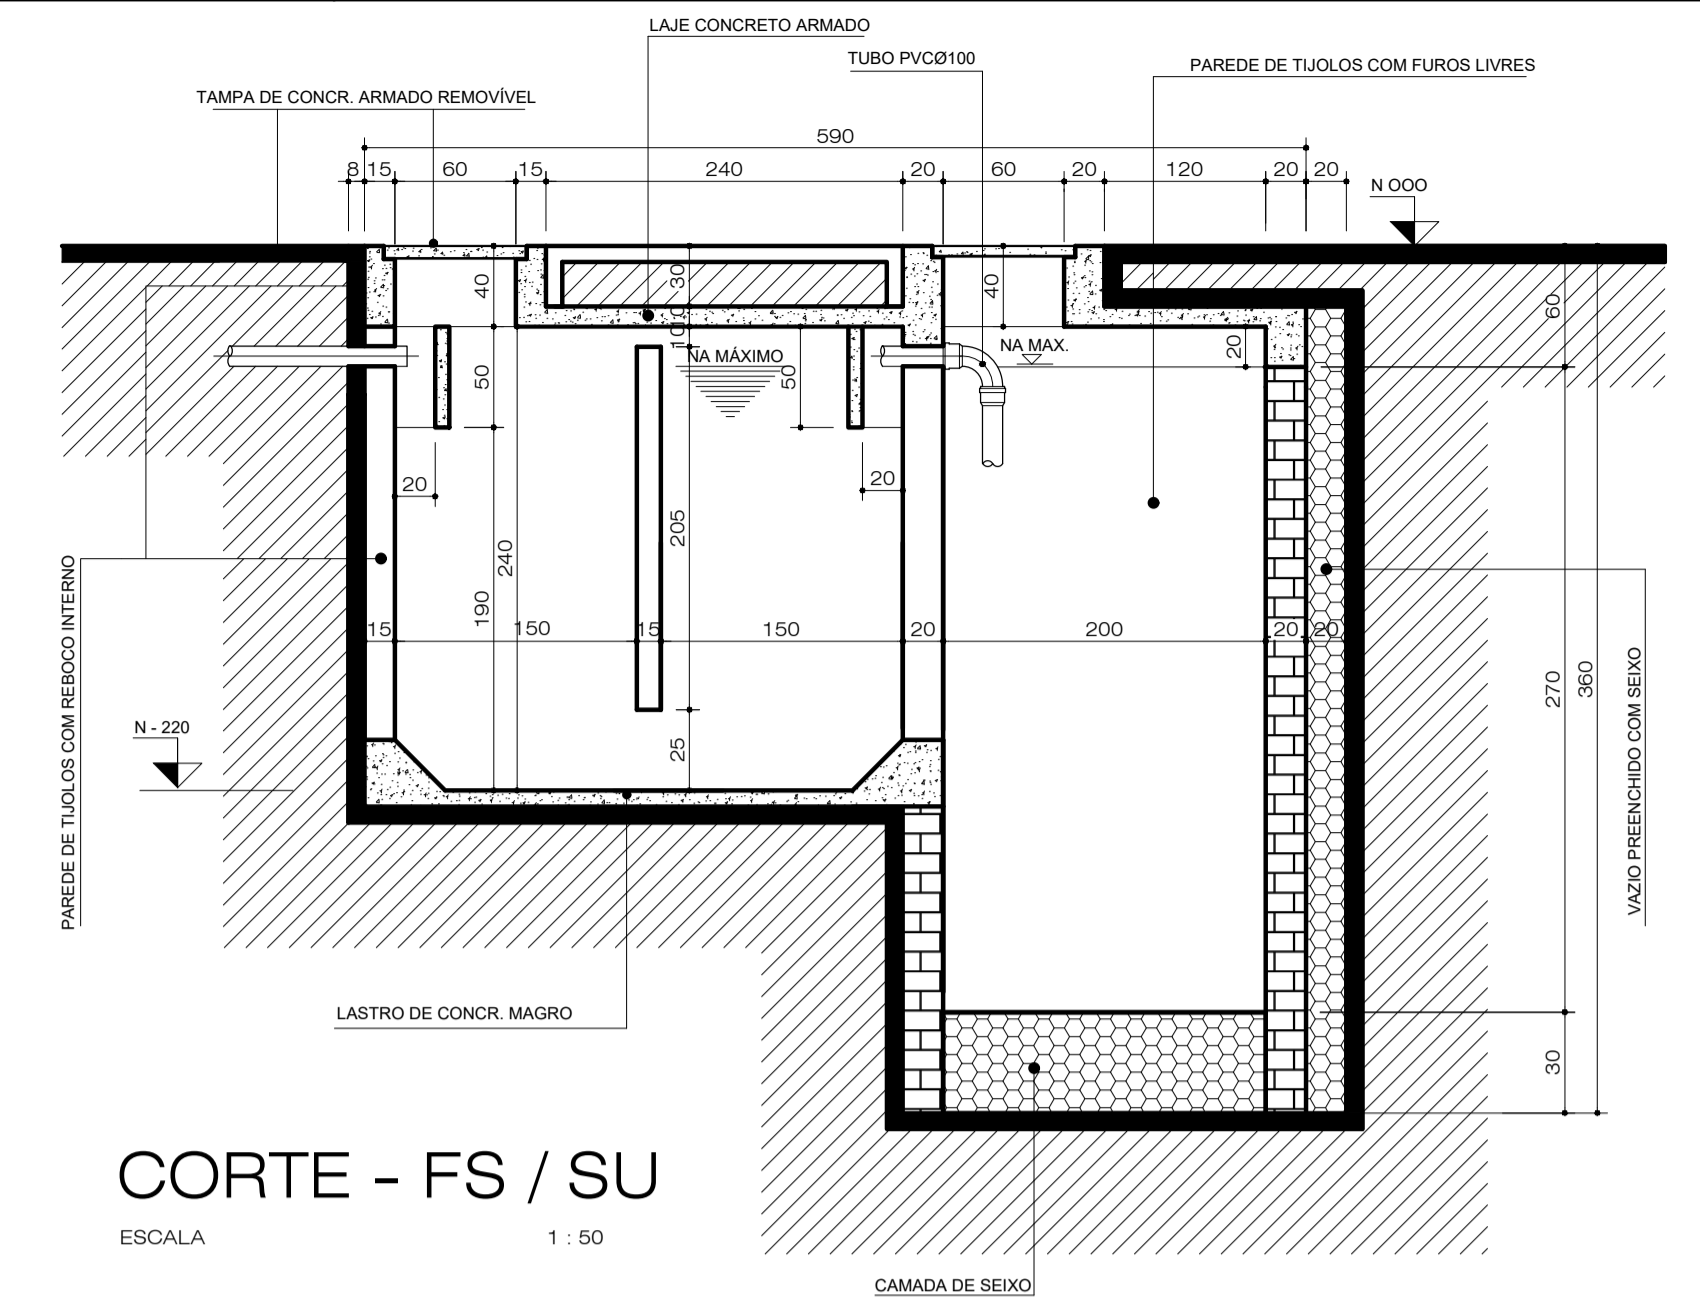 LAJE CONCRETO ARMADO
TUBO PVCØ100
PAREDE DE TIJOLOS COM FUROS LIVRES
TAMPA DE CONCR. ARMADO REMOVÍVEL
590
8 15 60 15 240 20 60 20 120 20 20
N OOO
40
30
40
60
10
10
NA MÁXIMO
NA MAX.
20
50
50
20
20
205
240
190
15 150 15 150 20 200 20 20
270
360
25
30
N - 220
PAREDE DE TIJOLOS COM REBOCO INTERNO
VAZIO PREENCHIDO COM SEIXO
LASTRO DE CONCR. MAGRO
CORTE - FS / SU
ESCALA 1 : 50
CAMADA DE SEIXO